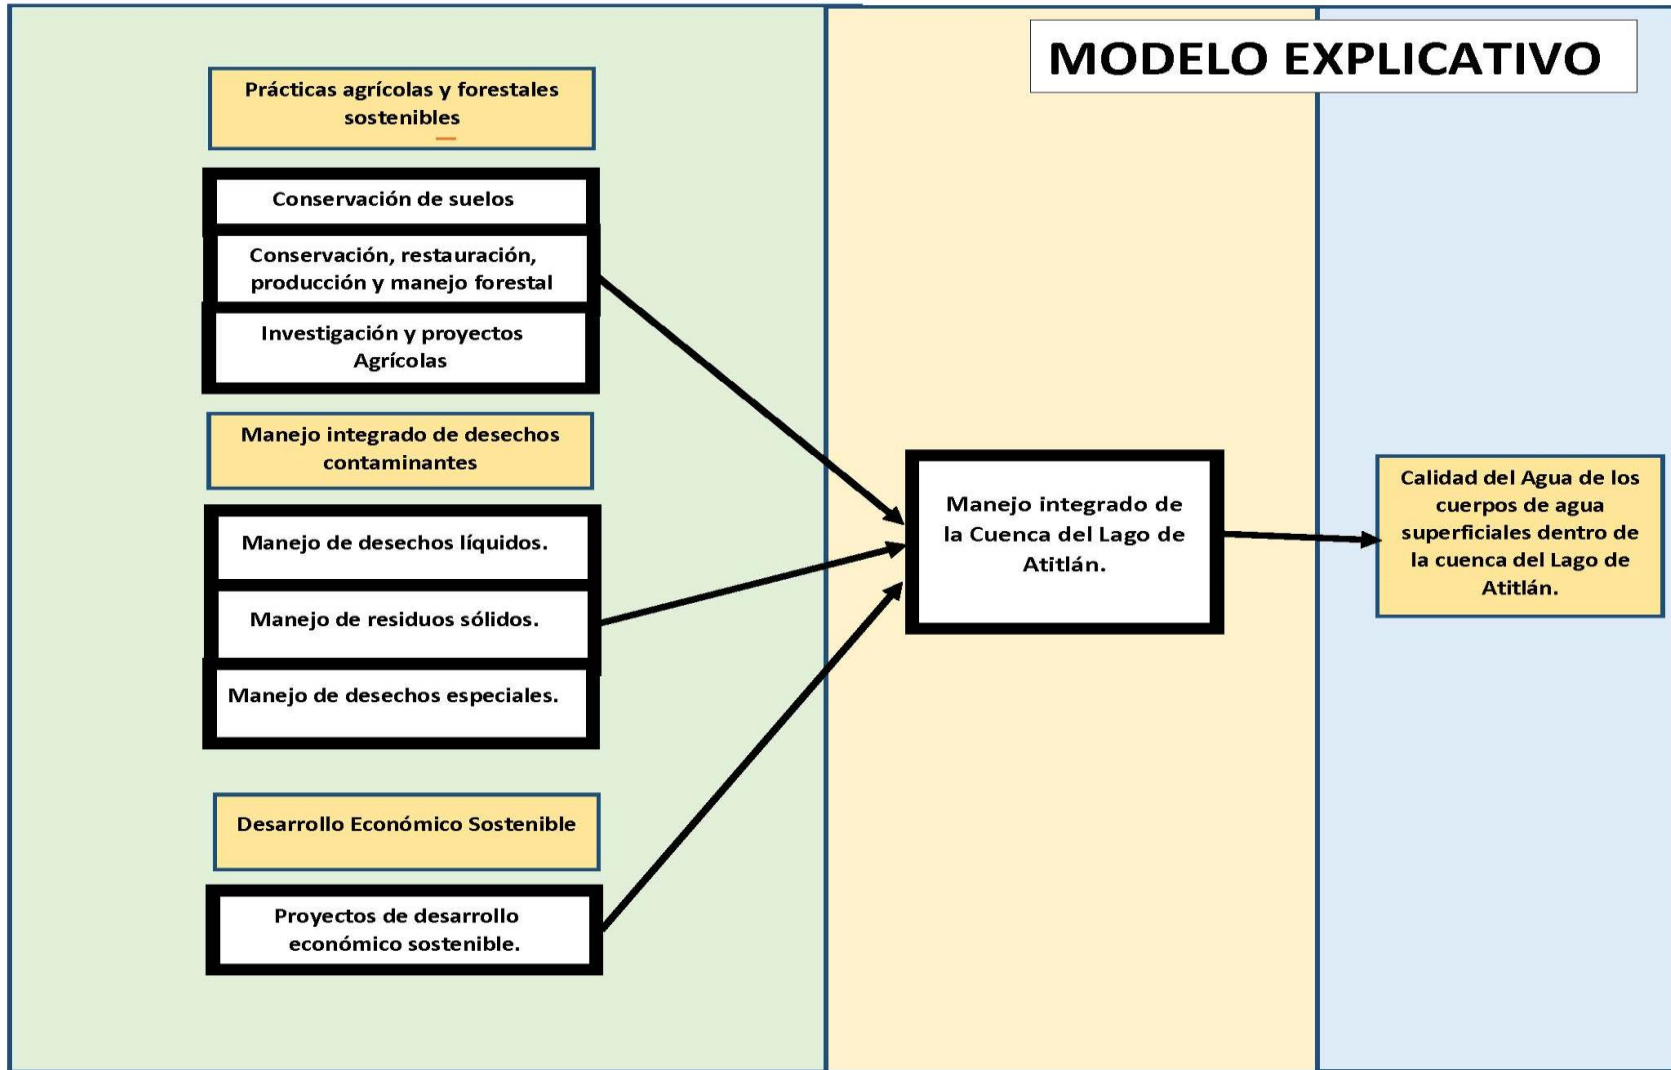 MODELO EXPLICATIVO
Prácticas agrícolas y forestales
sostenibles
Conservación de suelos
Conservación, restauración,
producción y manejo forestal
Investigación y proyectos
Agrícolas
Manejo integrado de desechos
contaminantes
Manejo de desechos líquidos.
Manejo de residuos sólidos.
Manejo de desechos especiales.
Desarrollo Económico Sostenible
Proyectos de desarrollo
económico sostenible.
Manejo integrado de
la Cuenca del Lago de
Atitlán.
Calidad del Agua de los
cuerpos de agua
superficiales dentro de
la cuenca del Lago de
Atitlán.